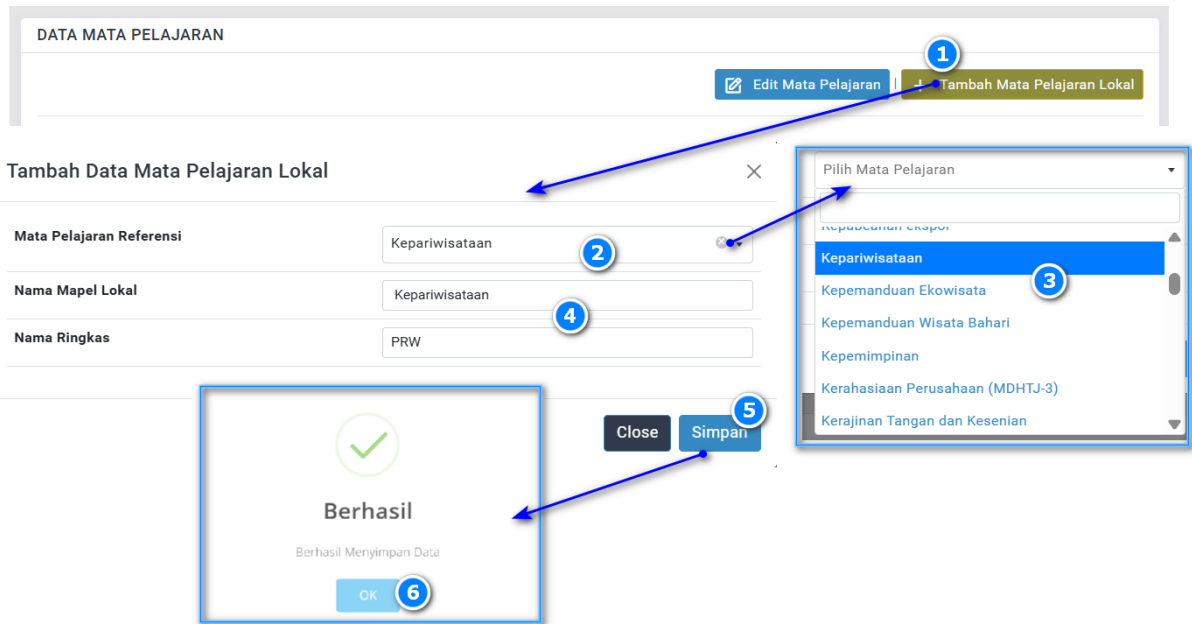 DATA MATA PELAJARAN
1
Edit Mata Pelajaran | + Tambah Mata Pelajaran Lokal
Tambah Data Mata Pelajaran Lokal
Mata Pelajaran Referensi
Kepariwisataan
2
Nama Mapel Lokal
Kepariwisataan
4
Nama Ringkas
PRW
Close
Simpan
5
Pilih Mata Pelajaran
Kepabeanan ekspor
Kepariwisataan
3
Kepemanduan Ekowisata
Kepemanduan Wisata Bahari
Kepemimpinan
Kerahasiaan Perusahaan (MDHTJ-3)
Kerajinan Tangan dan Kesenian
Berhasil
Berhasil Menyimpan Data
OK
6